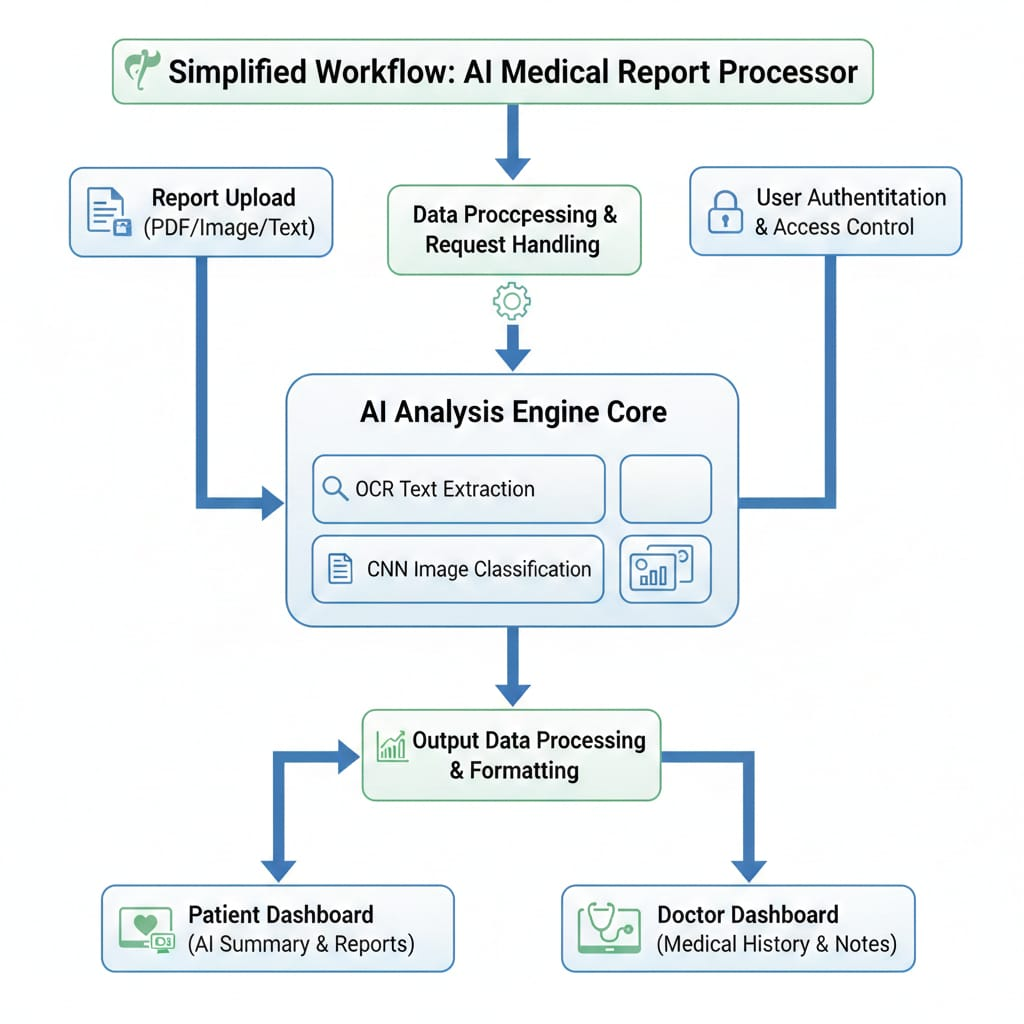 Simplified Workflow: AI Medical Report Processor
Report Upload
(PDF/Image/Text)
Data Proccpessing &
Request Handling
User Authentitation
& Access Control
AI Analysis Engine Core
OCR Text Extraction
CNN Image Classification
Output Data Processing
& Formatting
Patient Dashboard
(AI Summary & Reports)
Doctor Dashboard
(Medical History & Notes)